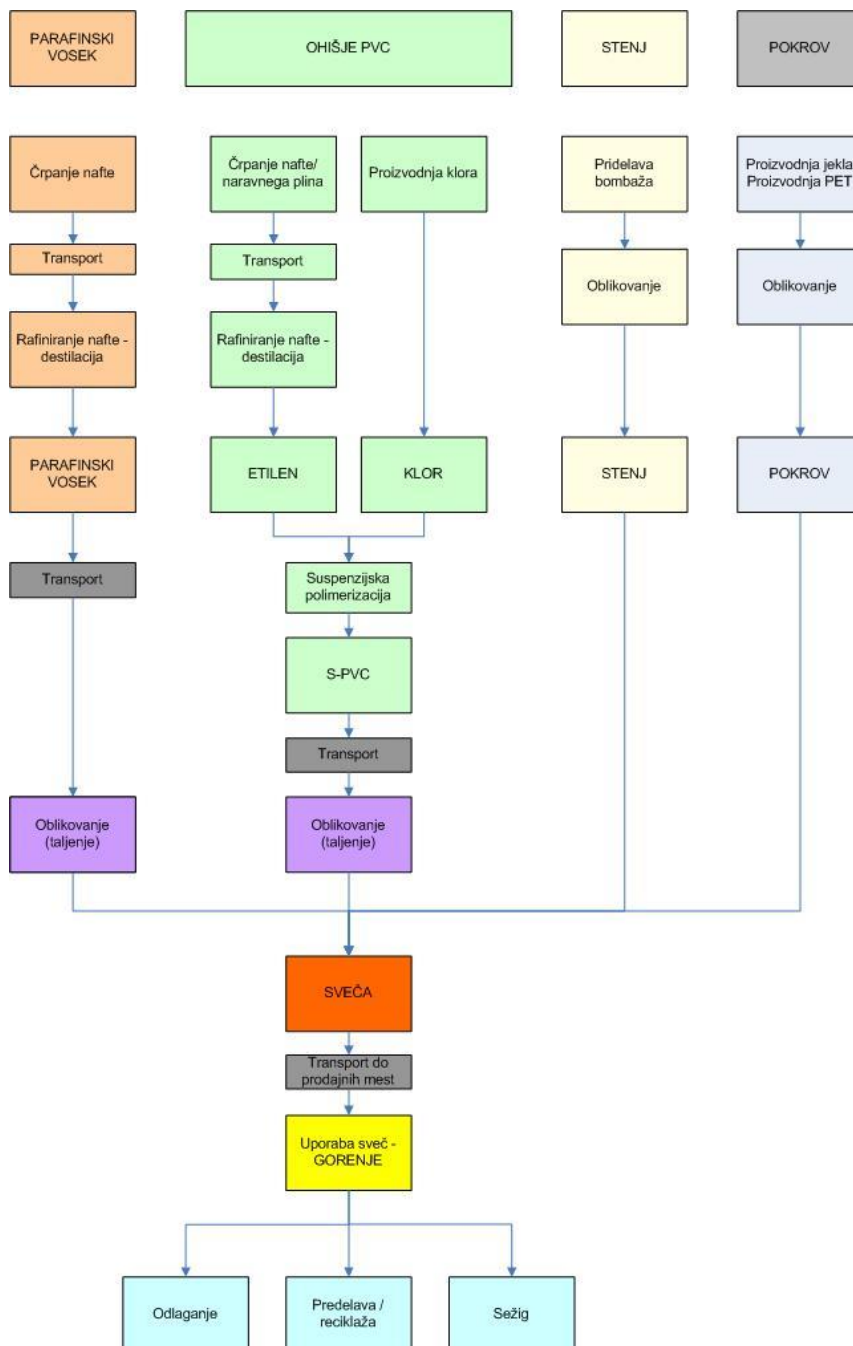 PARAFINSKI
VOSEK
OHIŠJE PVC
STENJ
POKROV
Črpanje nafte
Črpanje nafte/
naravnega plina
Proizvodnja klora
Pridelava
bombaža
Proizvodnja jekla
Proizvodnja PET
Transport
Transport
Oblikovanje
Oblikovanje
Rafiniranje nafte -
destilacija
Rafiniranje nafte -
destilacija
PARAFINSKI
VOSEK
ETILEN
KLOR
STENJ
POKROV
Transport
Suspenzijska
polimerizacija
S-PVC
Transport
Oblikovanje
(taljenje)
Oblikovanje
(taljenje)
SVEČA
Transport do
prodajnih mest
Uporaba sveč -
GORENJE
Odlaganje
Predelava /
reciklaža
Sežig